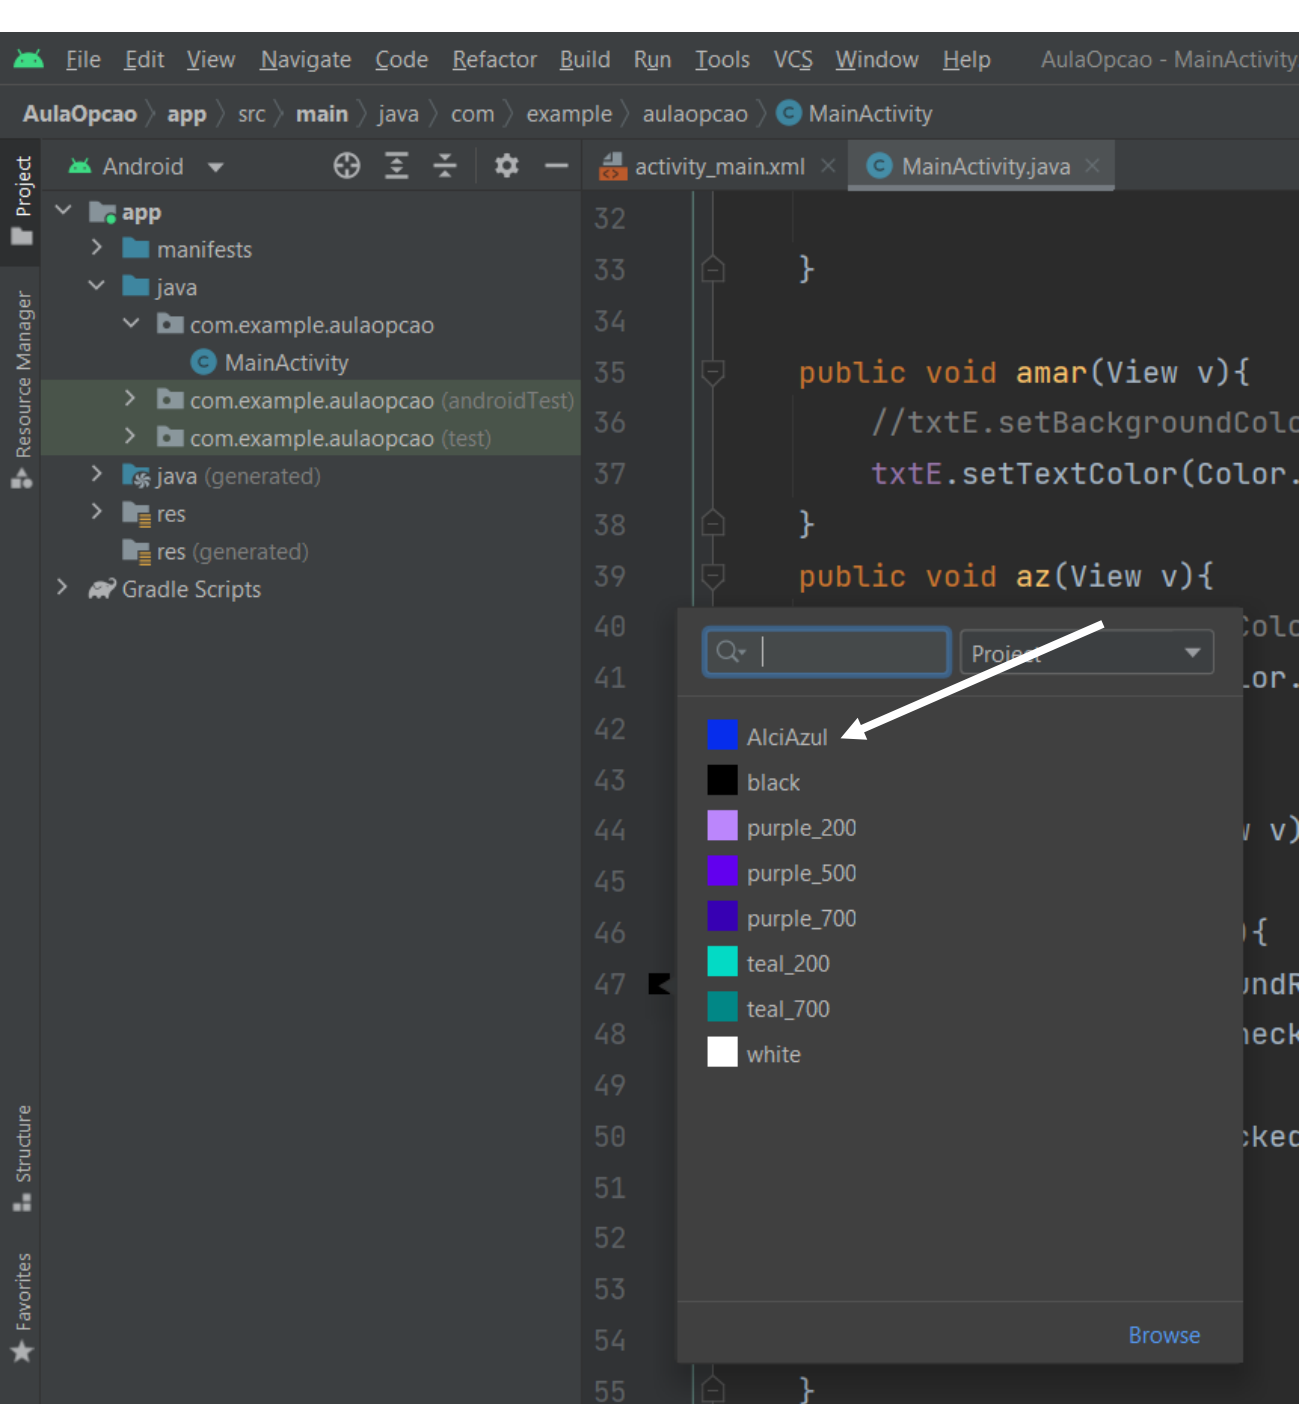 File Edit View Navigate Code Refactor Build Run Tools VCS Window Help AulaOpcao - MainActivity
AulaOpcao app src main java com example aulaopcao MainActivity
Project
Resource Manager
Structure
Favorites
Android
app
manifests
java
com.example.aulaopcao
MainActivity
com.example.aulaopcao (androidTest)
com.example.aulaopcao (test)
java (generated)
res
res (generated)
Gradle Scripts
activity_main.xml MainActivity.java
32
33 }
34
35 public void amar(View v){
36 //txtE.setBackgroundColo
37 txtE.setTextColor(Color.
38 }
39 public void az(View v){
40 Colo
41 lor.
42
43
44 v)
45
46 ){
47 undR
48 heck
49
50 cked
51
52
53
54
55 }
Project
AlciAzul
black
purple_200
purple_500
purple_700
teal_200
teal_700
white
Browse